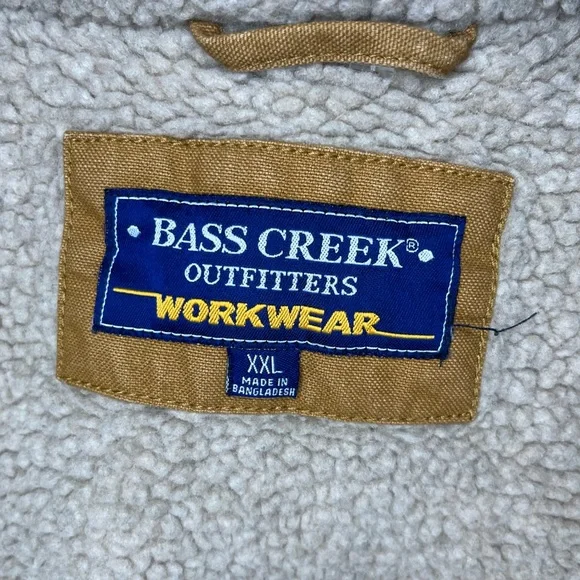 • BASS CREEK® •
OUTFITTERS
WORKWEAR
XXL
MADE IN
BANGLADESH